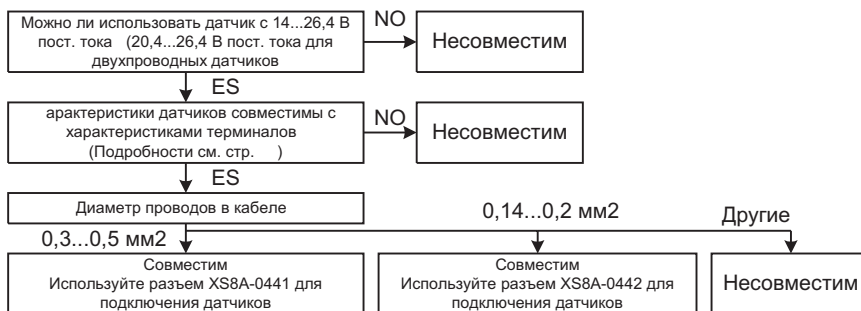 Можно ли использовать датчик с 14...26,4 В
пост. тока (20,4...26,4 В пост. тока для
двухпроводных датчиков
NO
Несовместим
ES
арактеристики датчиков совместимы с
характеристиками терминалов
(Подробности см. стр. )
NO
Несовместим
ES
Диаметр проводов в кабеле
0,3...0,5 мм2
0,14...0,2 мм2
Другие
Совместим
Используйте разъем XS8A-0441 для
подключения датчиков
Совместим
Используйте разъем XS8A-0442 для
подключения датчиков
Несовместим